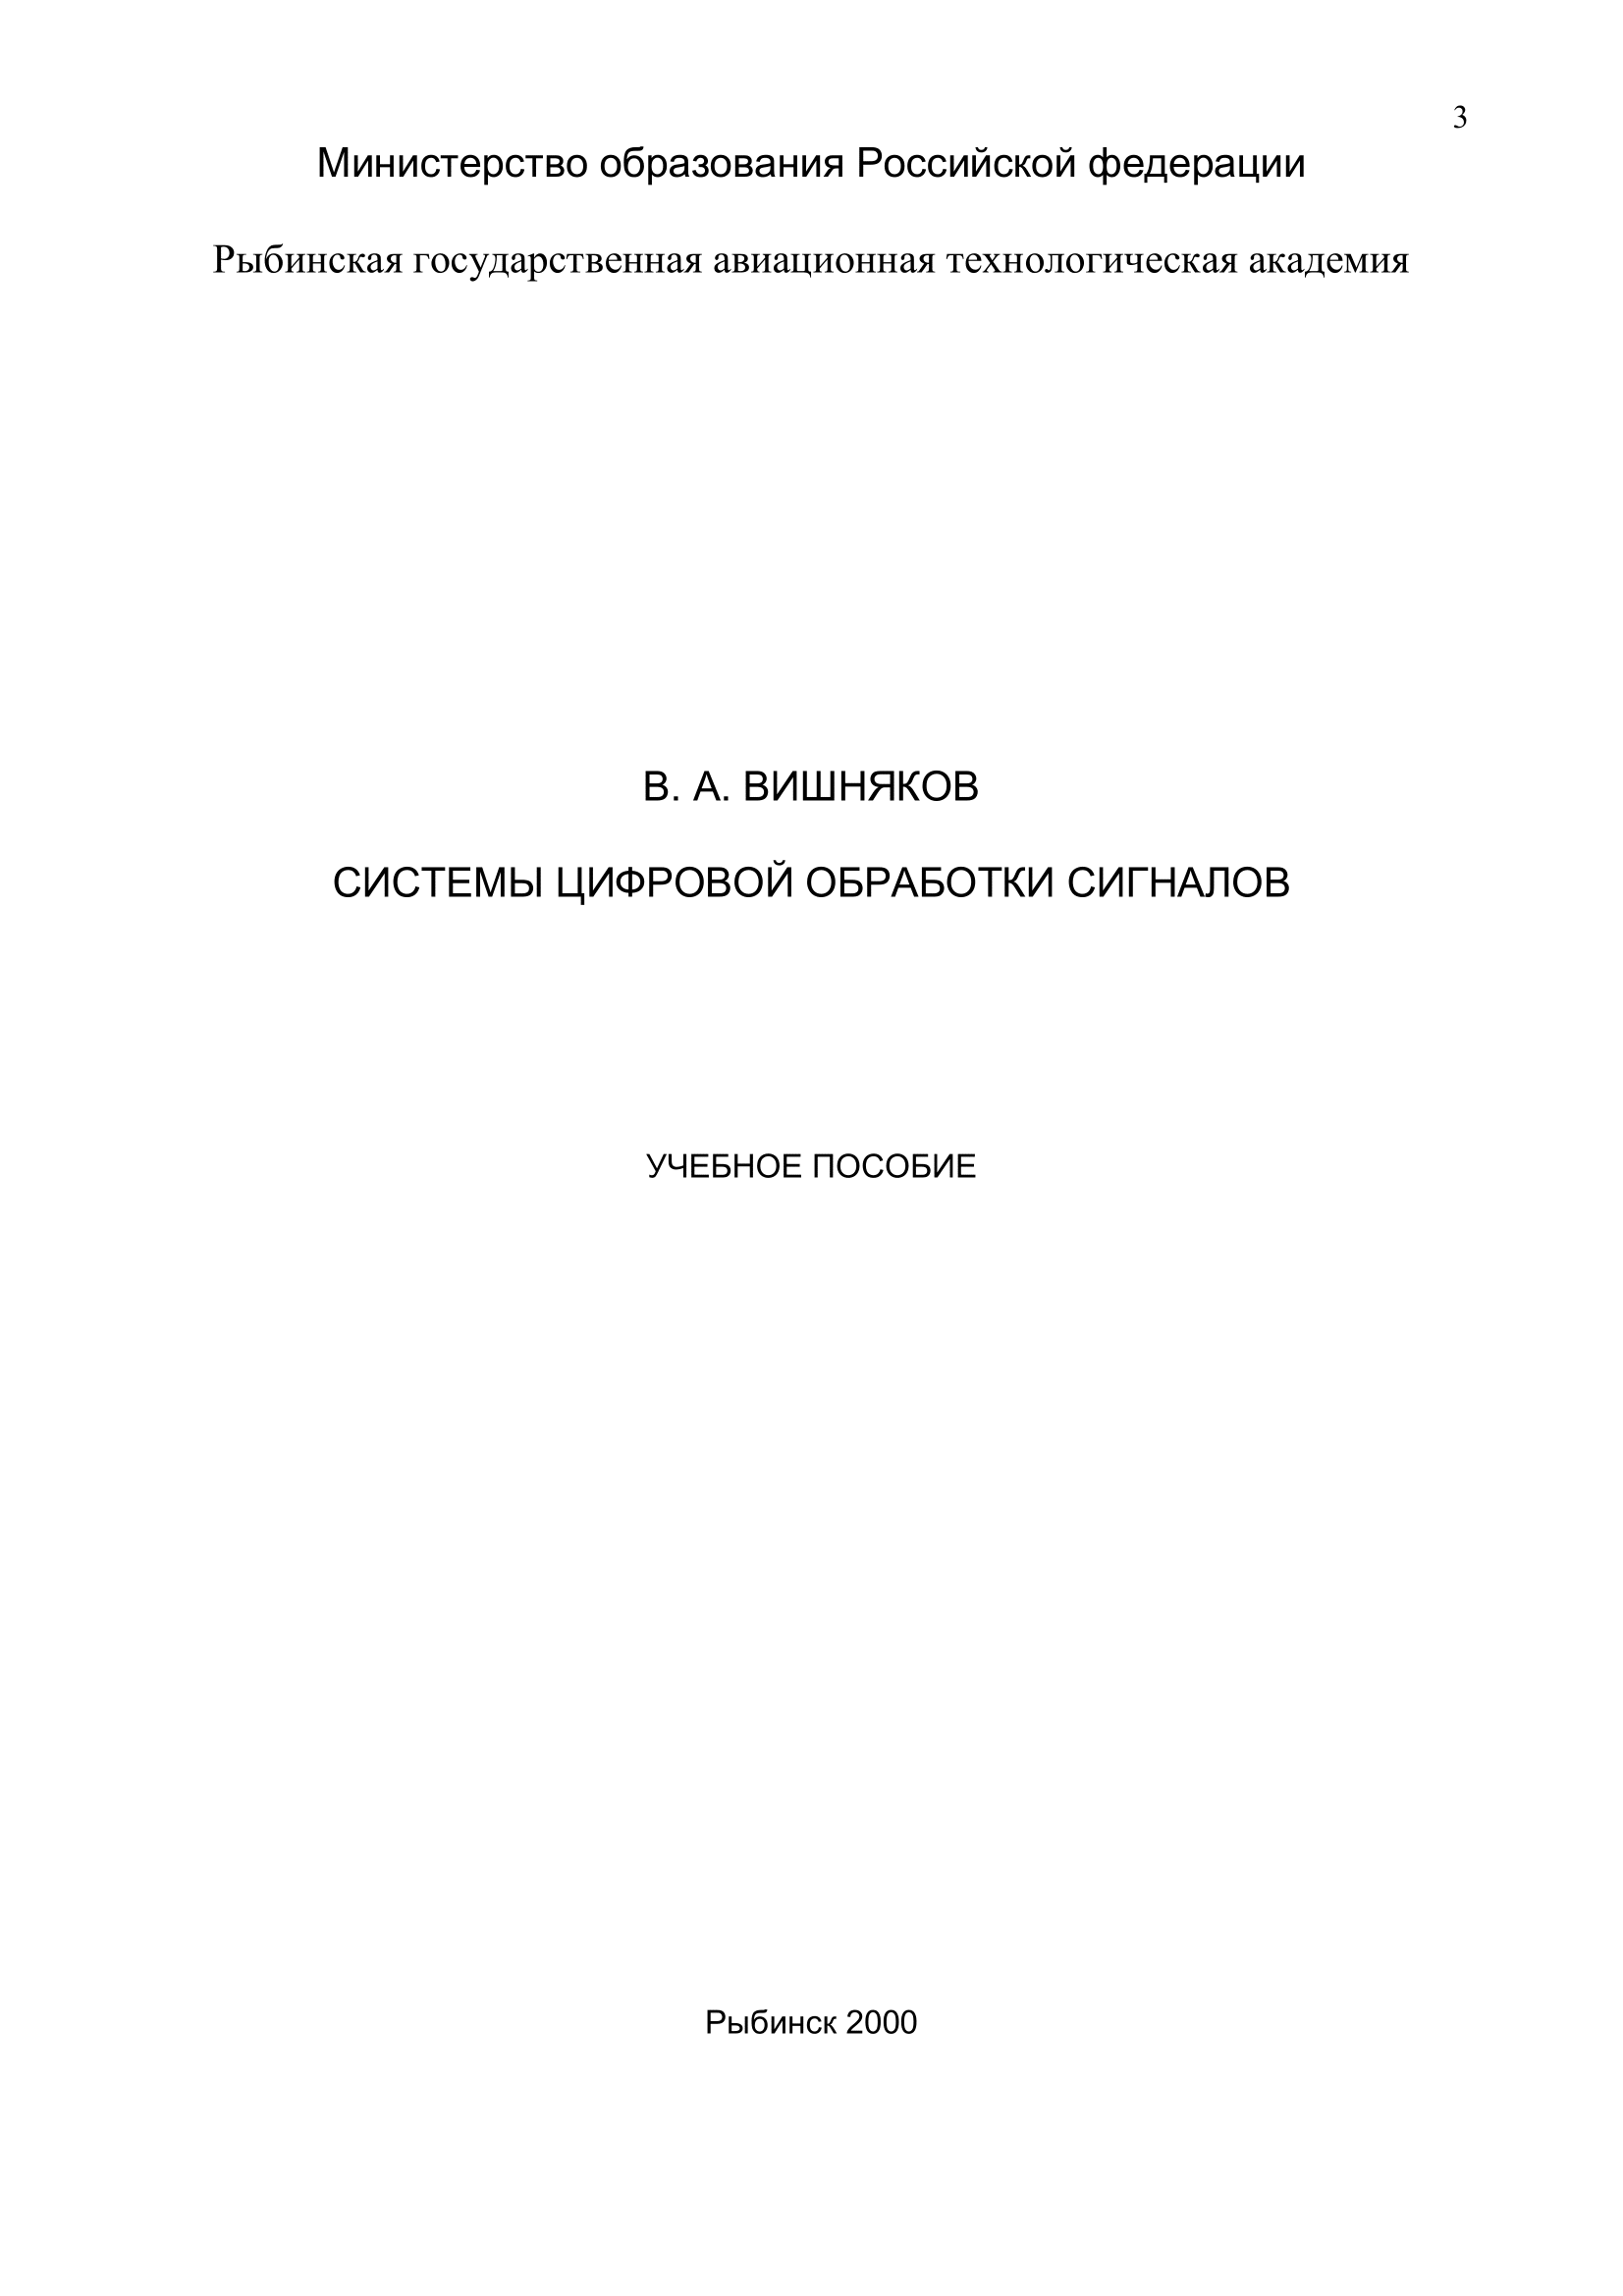 3
Министерство образования Российской федерации
Рыбинская государственная авиационная технологическая академия
В. А. ВИШНЯКОВ
СИСТЕМЫ ЦИФРОВОЙ ОБРАБОТКИ СИГНАЛОВ
УЧЕБНОЕ ПОСОБИЕ
Рыбинск 2000